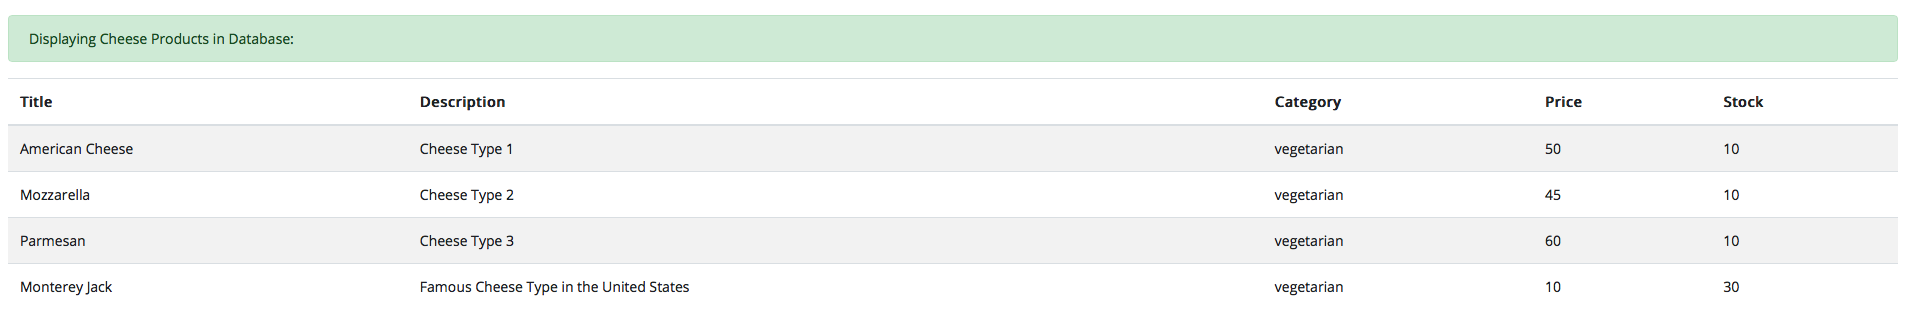 Displaying Cheese Products in Database:
Title Description Category Price Stock
American Cheese Cheese Type 1 vegetarian 50 10
Mozzarella Cheese Type 2 vegetarian 45 10
Parmesan Cheese Type 3 vegetarian 60 10
Monterey Jack Famous Cheese Type in the United States vegetarian 10 30